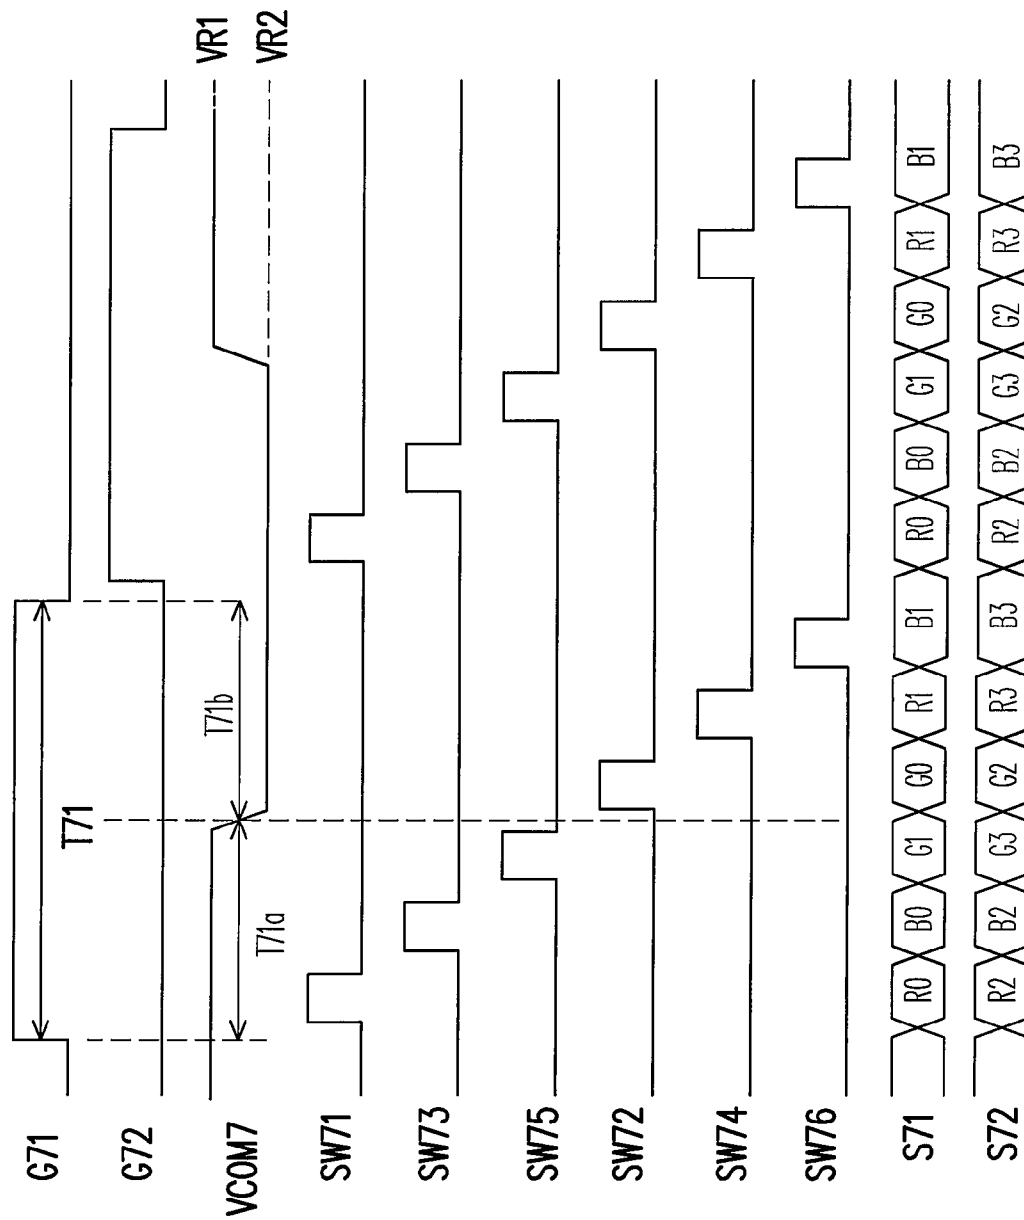 G71
T71
G72
VCOM7
T71a
T71b
VR1
VR2
SW71
SW73
SW75
SW72
SW74
SW76
S71 R0 B0 G1 G0 R1 B1 R0 B0 G1 G0 R1 B1
S72 R2 B2 G3 G2 R3 B3 R2 B2 G3 G2 R3 B3